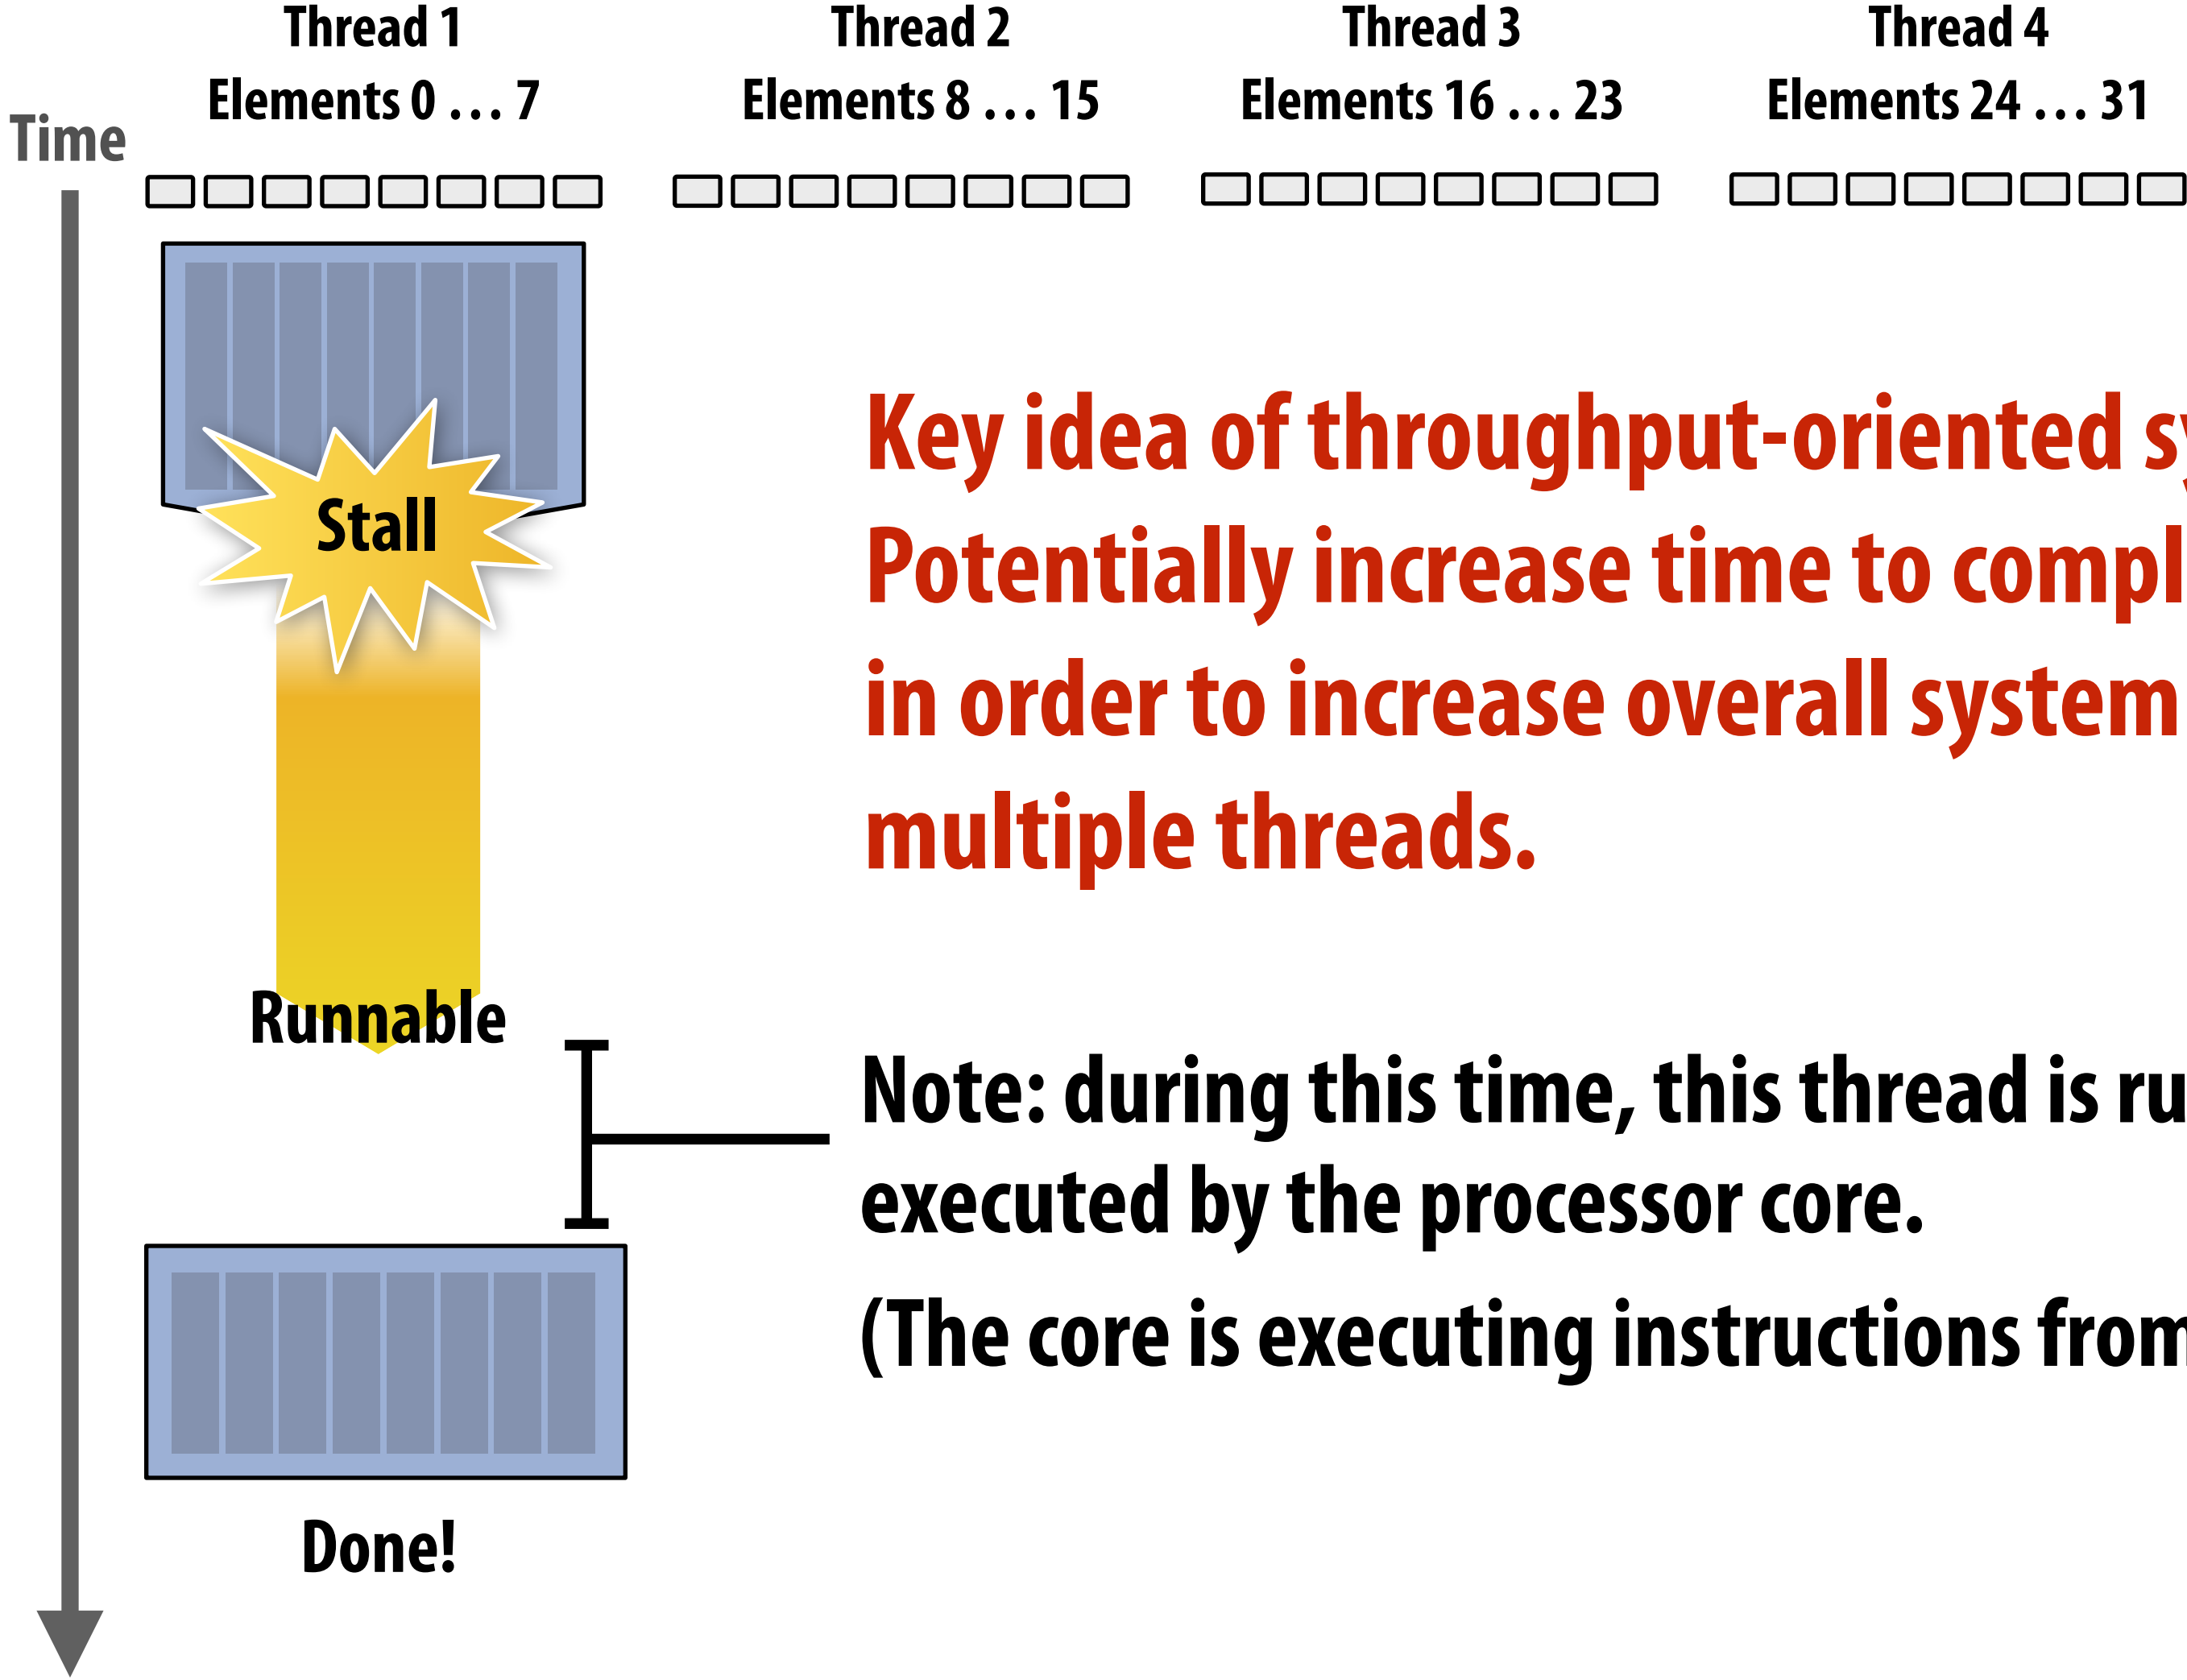 Thread 1
Elements 0 … 7
Thread 2
Elements 8 … 15
Thread 3
Elements 16 … 23
Thread 4
Elements 24 … 31
Time
Stall
Key idea of throughput-oriented
Potentially increase time to
in order to increase overall system
multiple threads.
Runnable
Note: during this time, this thread is
executed by the processor core.
(The core is executing instructions
Done!